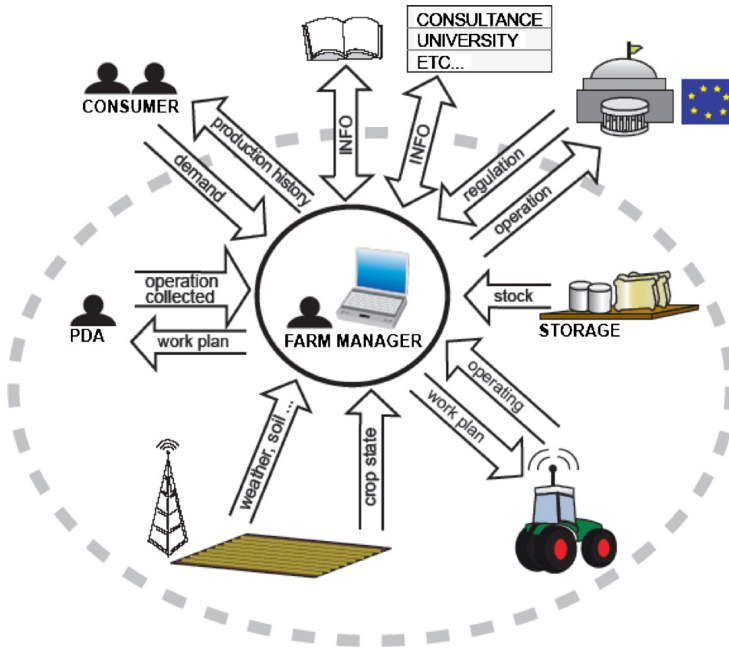 CONSULTANCE
UNIVERSITY
ETC...
CONSUMER
production history
demand
INFO
INFO
regulation
operation
operation
collected
PDA
work plan
FARM MANAGER
stock
STORAGE
operating
work plan
weather, soil ...
crop state